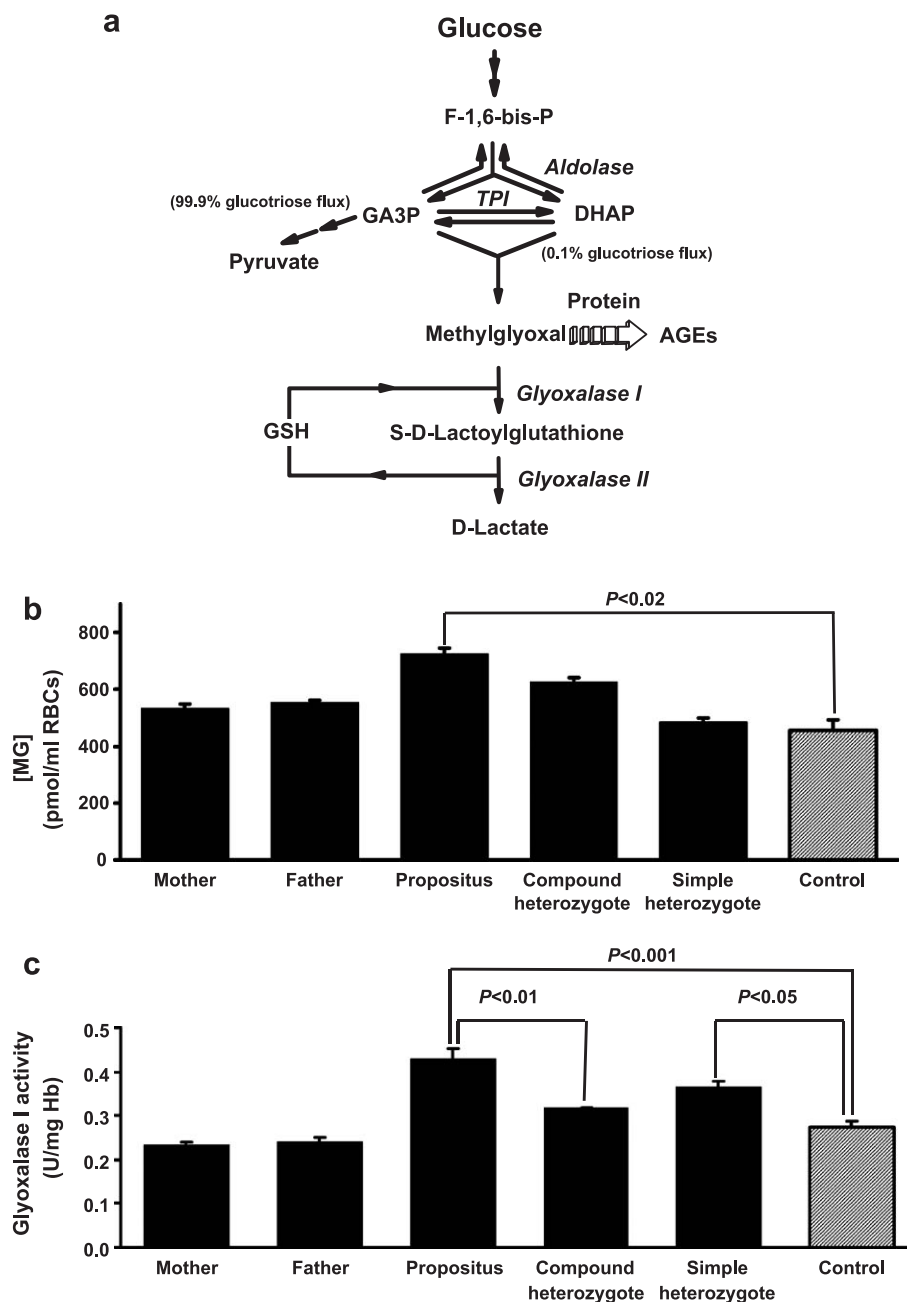 a
Glucose
F-1,6-bis-P
Aldolase
(99.9% glucotriose flux)
TPI
GA3P
DHAP
Pyruvate
(0.1% glucotriose flux)
Protein
Methylglyoxal
AGEs
Glyoxalase I
GSH
S-D-Lactoylglutathione
Glyoxalase II
D-Lactate
b
P<0.02
[MG]
(pmol/ml RBCs)
800
600
400
200
0
Mother Father Propositus Compound heterozygote Simple heterozygote Control
c
P<0.001
P<0.01
P<0.05
Glyoxalase I activity
(U/mg Hb)
0.5
0.4
0.3
0.2
0.1
0.0
Mother Father Propositus Compound heterozygote Simple heterozygote Control